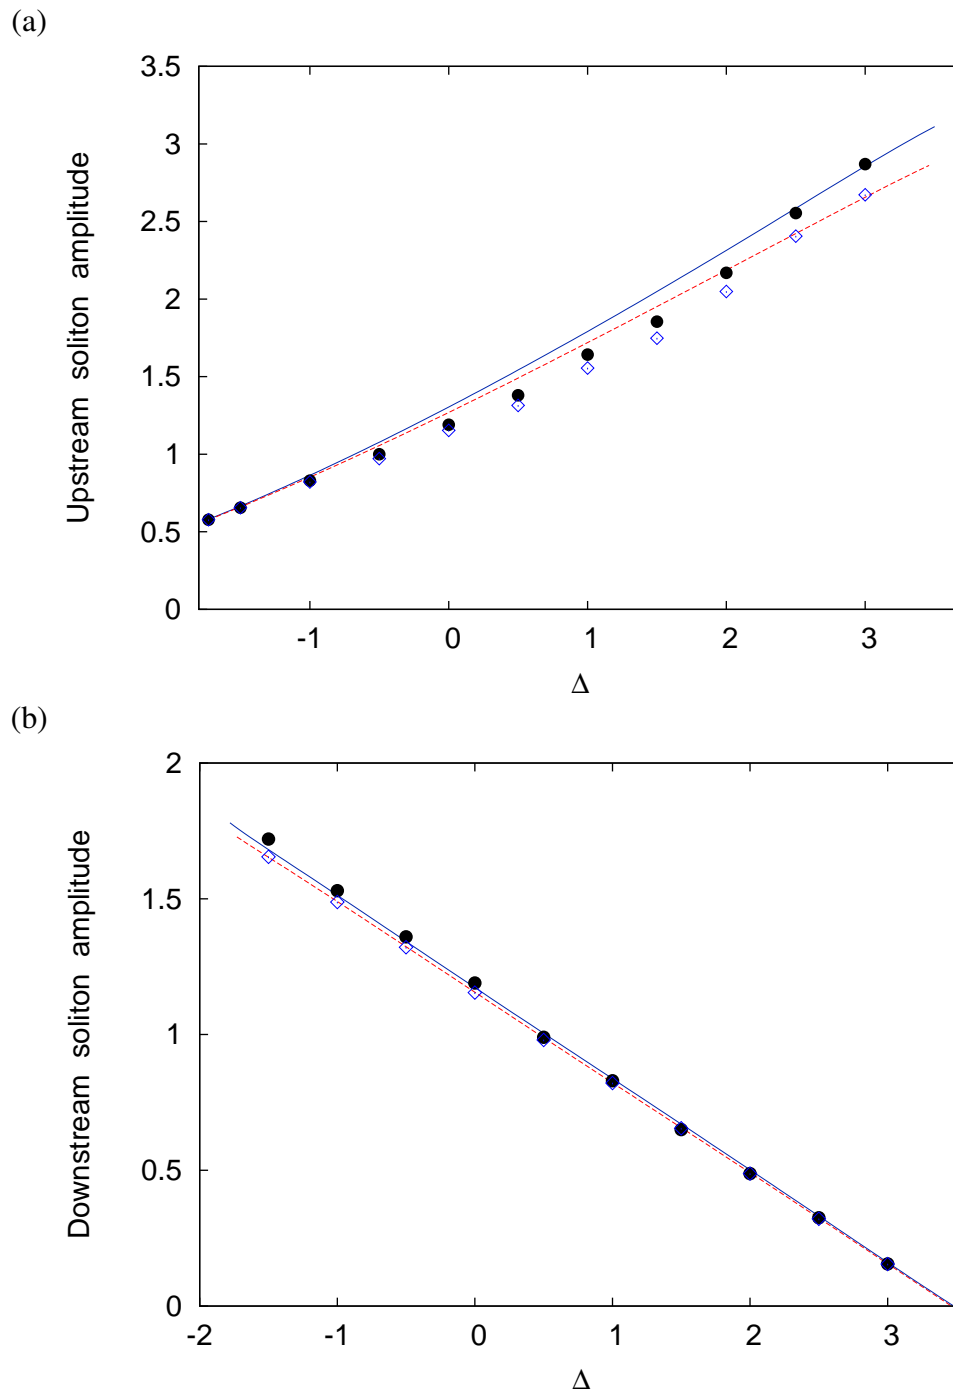 (a)
3.5
3
2.5
2
1.5
1
0.5
0
Upstream soliton amplitude
-1 0 1 2 3
Δ
(b)
2
1.5
1
0.5
0
Downstream soliton amplitude
-2 -1 0 1 2 3
Δ